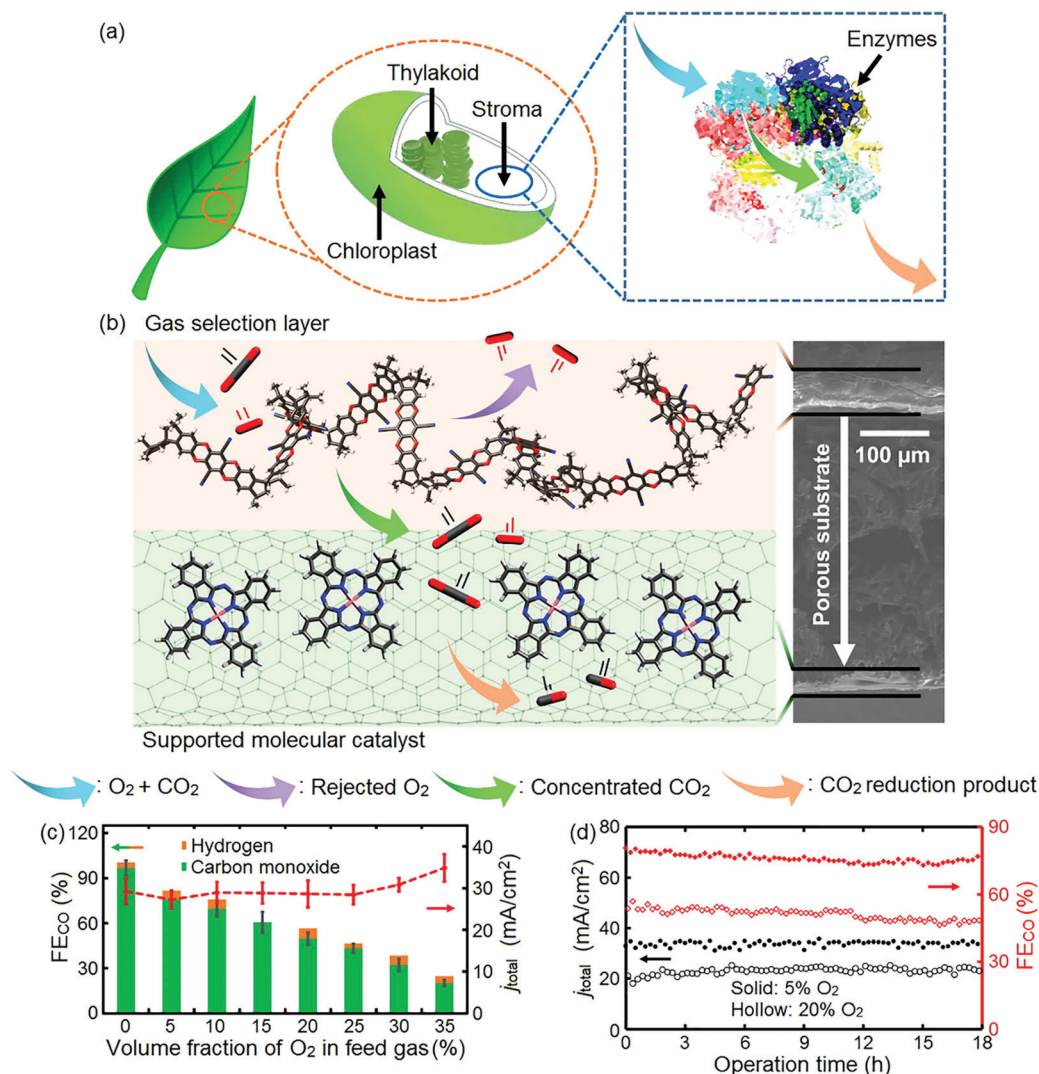 (a)
Thylakoid
Stroma
Chloroplast
Enzymes
(b) Gas selection layer
100 µm
Porous substrate
Supported molecular catalyst
: O₂ + CO₂
: Rejected O₂
: Concentrated CO₂
: CO₂ reduction product
(c)
Hydrogen
Carbon monoxide
FEco (%)
120
90
60
30
0
jtotal (mA/cm²)
40
30
20
10
0
0 5 10 15 20 25 30 35
Volume fraction of O₂ in feed gas(%)
(d)
jtotal (mA/cm²)
80
60
40
20
0
FEco (%)
90
60
30
0
Solid: 5% O₂
Hollow: 20% O₂
0 3 6 9 12 15 18
Operation time (h)